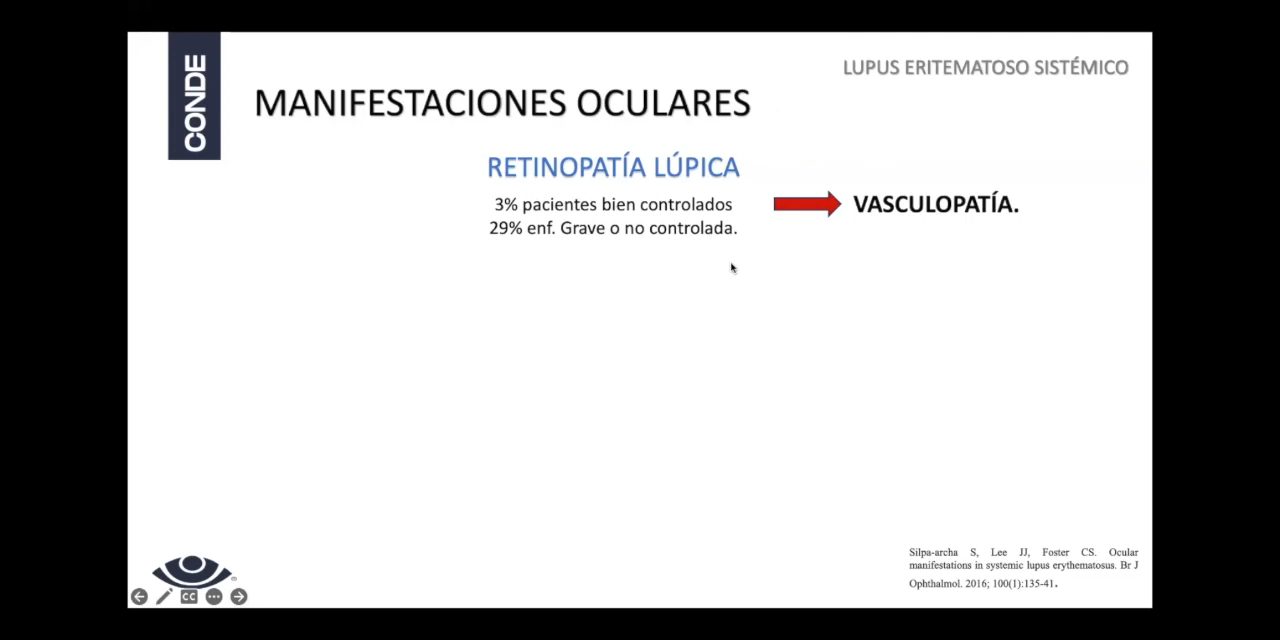 CONDE
LUPUS ERITEMATOSO SISTÉMICO
MANIFESTACIONES OCULARES
RETINOPATÍA LÚPICA
3% pacientes bien controlados
29% enf. Grave o no controlada.
VASCULOPATÍA.
Silpa-archa S, Lee JJ, Foster CS. Ocular
manifestations in systemic lupus erythematosus. Br J
Ophthalmol. 2016; 100(1):135-41.
CC